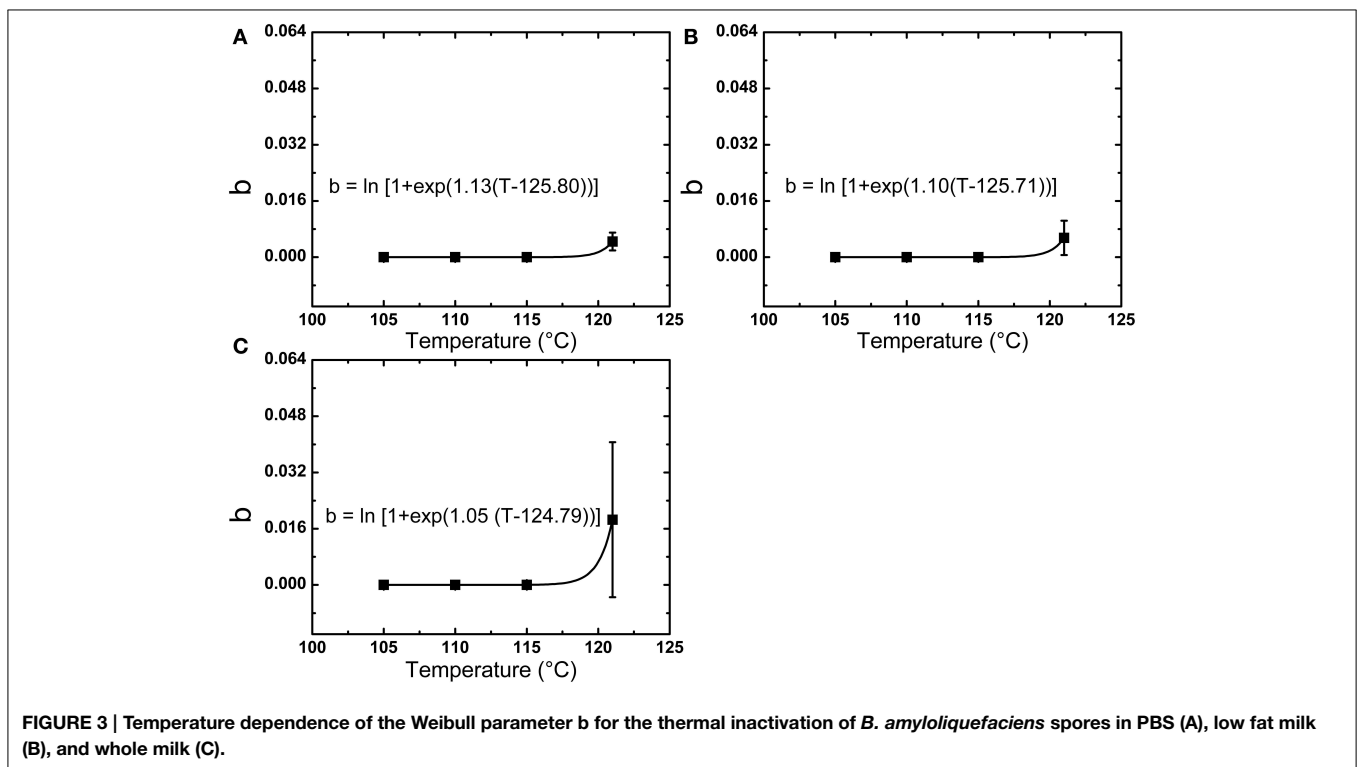 A
0.064
0.048
0.032
0.016
0.000
b
b = ln [1+exp(1.13(T-125.80))]
100 105 110 115 120 125
Temperature (°C)
B
0.064
0.048
0.032
0.016
0.000
b
b = ln [1+exp(1.10(T-125.71))]
100 105 110 115 120 125
Temperature (°C)
C
0.064
0.048
0.032
0.016
0.000
b
b = ln [1+exp(1.05 (T-124.79))]
100 105 110 115 120 125
Temperature (°C)
FIGURE 3 | Temperature dependence of the Weibull parameter b for the thermal inactivation of B. amyloliquefaciens spores in PBS (A), low fat milk
(B), and whole milk (C).